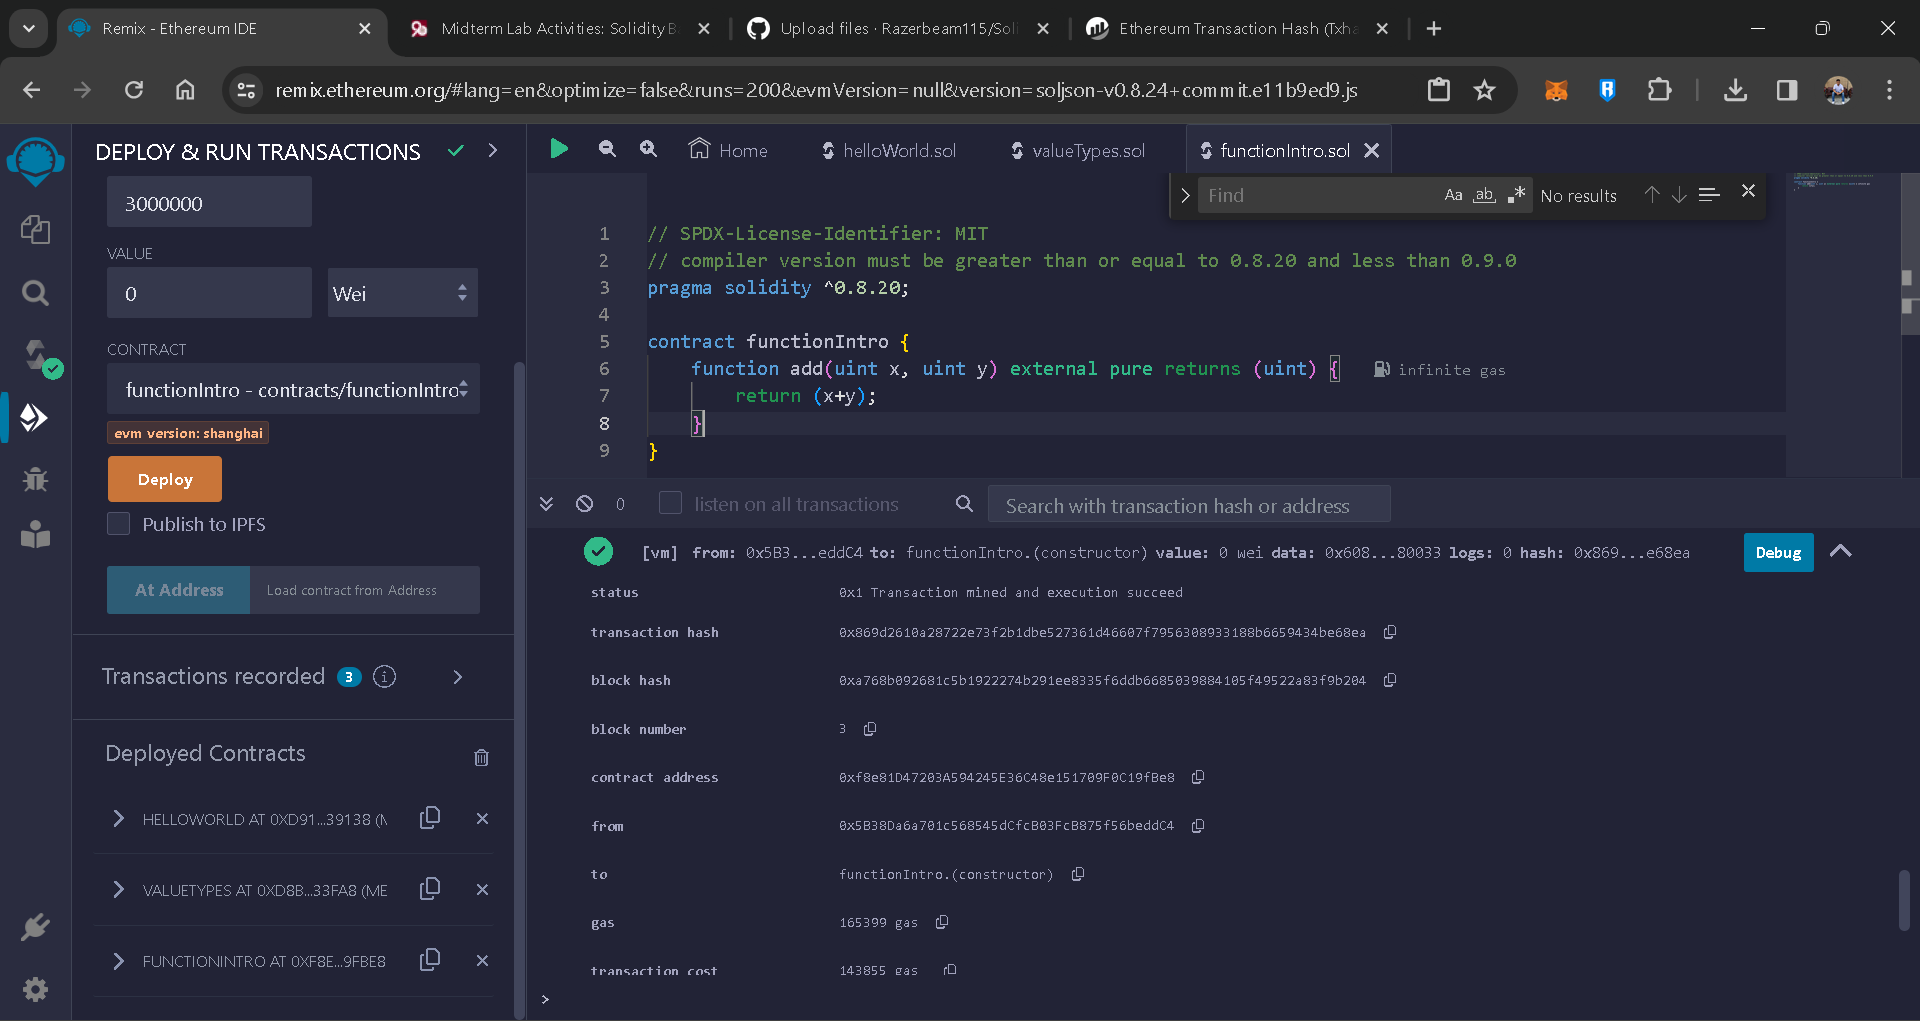 Remix - Ethereum IDE
Midterm Lab Activities: Solidity B
Upload files · Razerbeam115/Soli
Ethereum Transaction Hash (Txha
remix.ethereum.org/#lang=en&optimize=false&runs=200&evmVersion=null&version=soljson-v0.8.24+commit.e11b9ed9.js
DEPLOY & RUN TRANSACTIONS
3000000
VALUE
0
Wei
CONTRACT
functionIntro - contracts/functionIntro
evm version: shanghai
Deploy
Publish to IPFS
At Address
Load contract from Address
Transactions recorded 3 i
Deployed Contracts
HELLOWORLD AT 0XD91...39138 (M
VALUETYPES AT 0XD8B...33FA8 (ME
FUNCTIONINTRO AT 0XF8E...9FBE8
Home
helloWorld.sol
valueTypes.sol
functionIntro.sol
Find
Aa
ab
.*
No results
1 // SPDX-License-Identifier: MIT
2 // compiler version must be greater than or equal to 0.8.20 and less than 0.9.0
3 pragma solidity ^0.8.20;
4
5 contract functionIntro {
6 function add(uint x, uint y) external pure returns (uint) { infinite gas
7 return (x+y);
8 }
9 }
0
listen on all transactions
Search with transaction hash or address
[vm] from: 0x5B3...eddC4 to: functionIntro.(constructor) value: 0 wei data: 0x608...80033 logs: 0 hash: 0x869...e68ea
Debug
status 0x1 Transaction mined and execution succeed
transaction hash 0x869d2610a28722e73f2b1dbe527361d46607f7956308933188b6659434be68ea
block hash 0xa768b092681c5b1922274b291ee8335f6ddb6685039884105f49522a83f9b204
block number 3
contract address 0xf8e81D47203A594245E36C48e151709F0C19fBe8
from 0x5B38Da6a701c568545dCfcB03FcB875f56beddC4
to functionIntro.(constructor)
gas 165399 gas
transaction cost 143855 gas
>